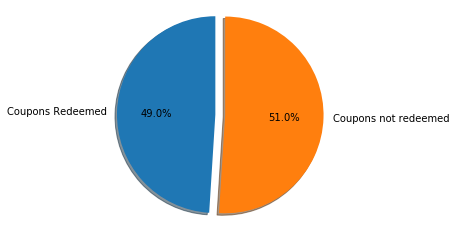 Coupons Redeemed
49.0%
51.0%
Coupons not redeemed